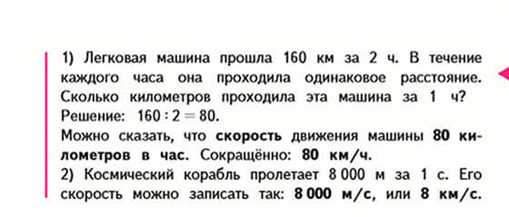 1) Легковая машина прошла 160 км за 2 ч. В течение
каждого часа она проходила одинаковое расстояние.
Сколько километров проходила эта машина за 1 ч?
Решение: 160 : 2 = 80.
Можно сказать, что скорость движения машины 80 ки-
лометров в час. Сокращённо: 80 км/ч.
2) Космический корабль пролетает 8 000 м за 1 с. Его
скорость можно записать так: 8 000 м/с, или 8 км/с.